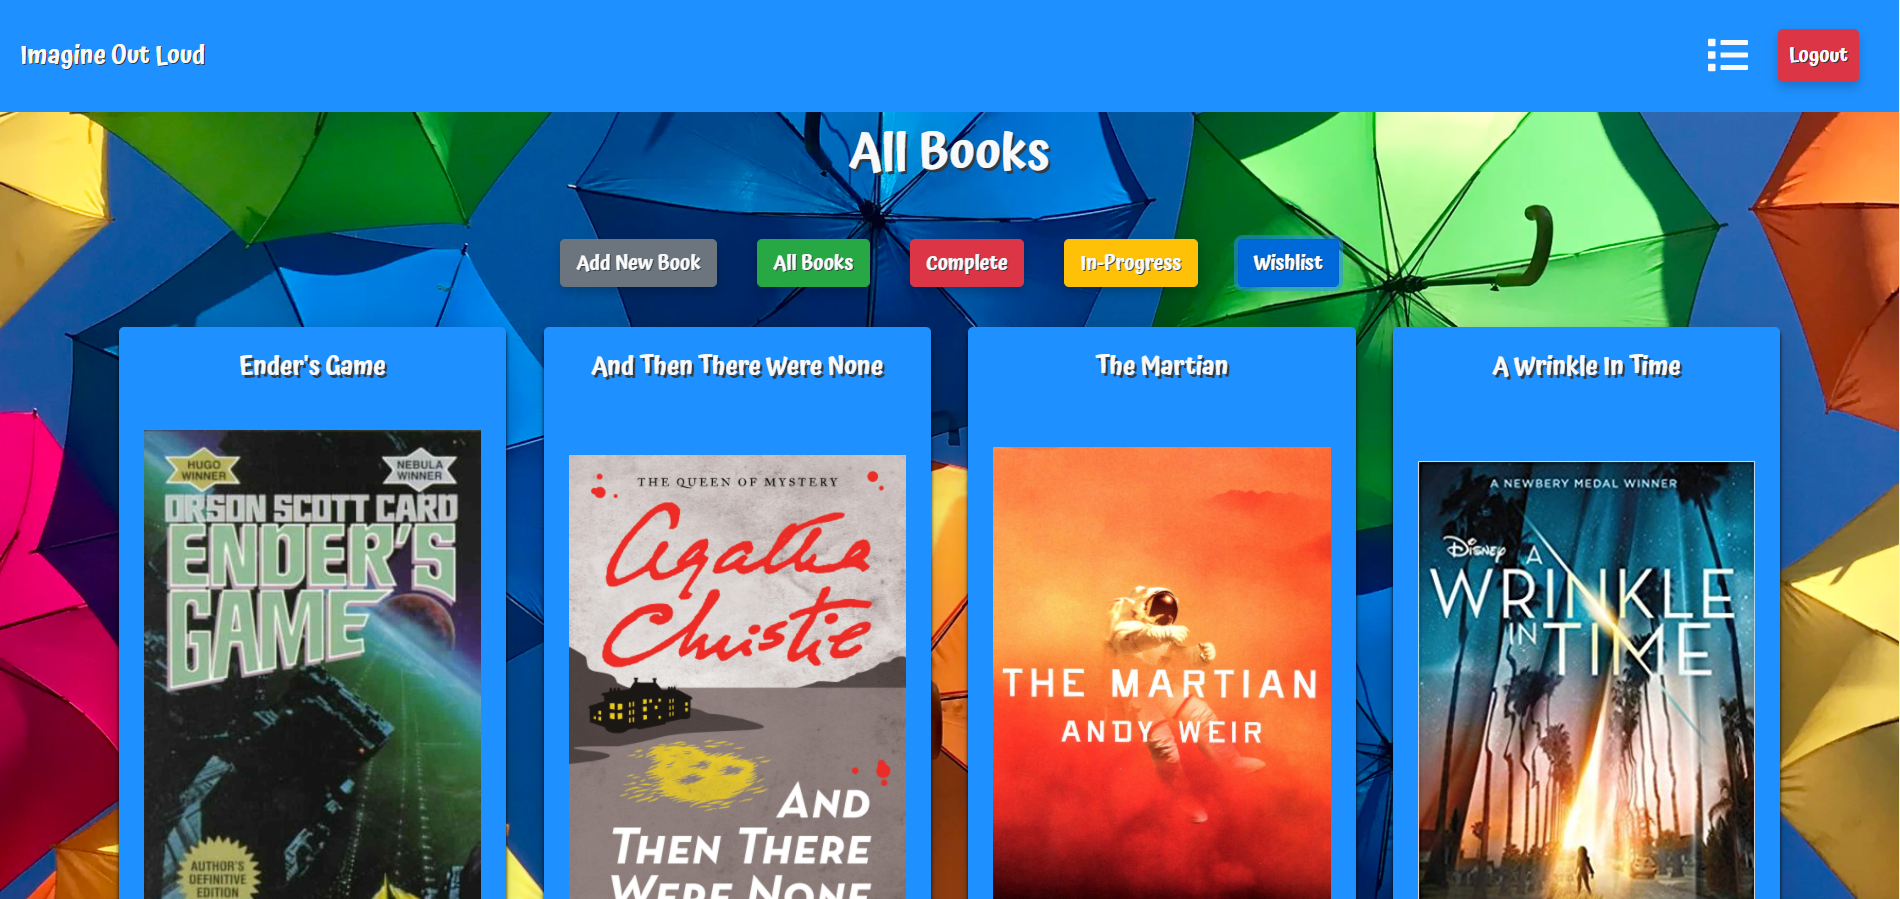 Imagine Out Loud
Logout
All Books
Add New Book
All Books
Complete
In-Progress
Wishlist
Ender's Game
HUGO
WINNER
NEBULA
WINNER
ORSON SCOTT CARD
ENDER'S
GAME
AUTHOR'S
DEFINITIVE
EDITION
And Then There Were None
THE QUEEN OF MYSTERY
Agatha
Christie
AND
THEN THERE
WERE NONE
The Martian
THE MARTIAN
ANDY WEIR
A Wrinkle In Time
A NEWBERY MEDAL WINNER
Disney
A
WRINKLE
IN TIME